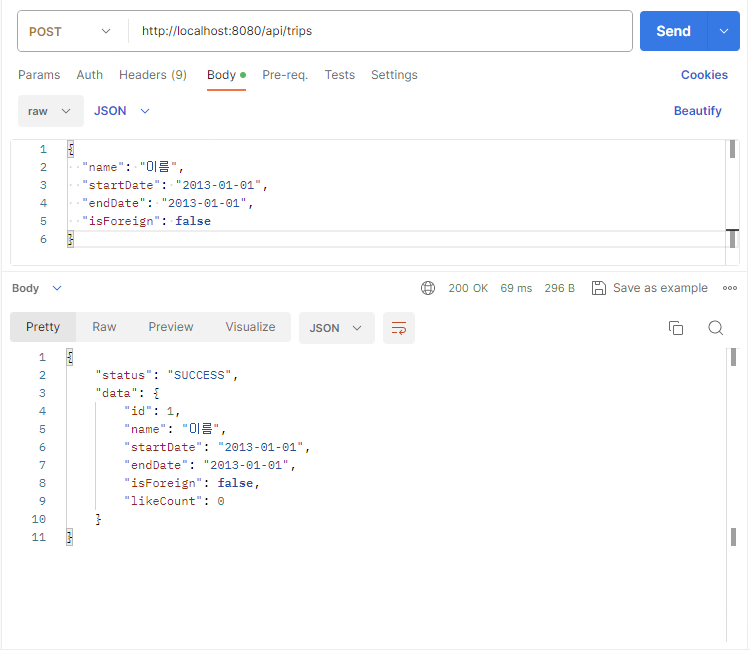 POST http://localhost:8080/api/trips Send
Params Auth Headers (9) Body Pre-req. Tests Settings Cookies
raw JSON Beautify
1 {
2 "name": "이름",
3 "startDate": "2013-01-01",
4 "endDate": "2013-01-01",
5 "isForeign": false
6 }
Body 200 OK 69 ms 296 B Save as example
Pretty Raw Preview Visualize JSON
1 {
2 "status": "SUCCESS",
3 "data": {
4 "id": 1,
5 "name": "이름",
6 "startDate": "2013-01-01",
7 "endDate": "2013-01-01",
8 "isForeign": false,
9 "likeCount": 0
10 }
11 }